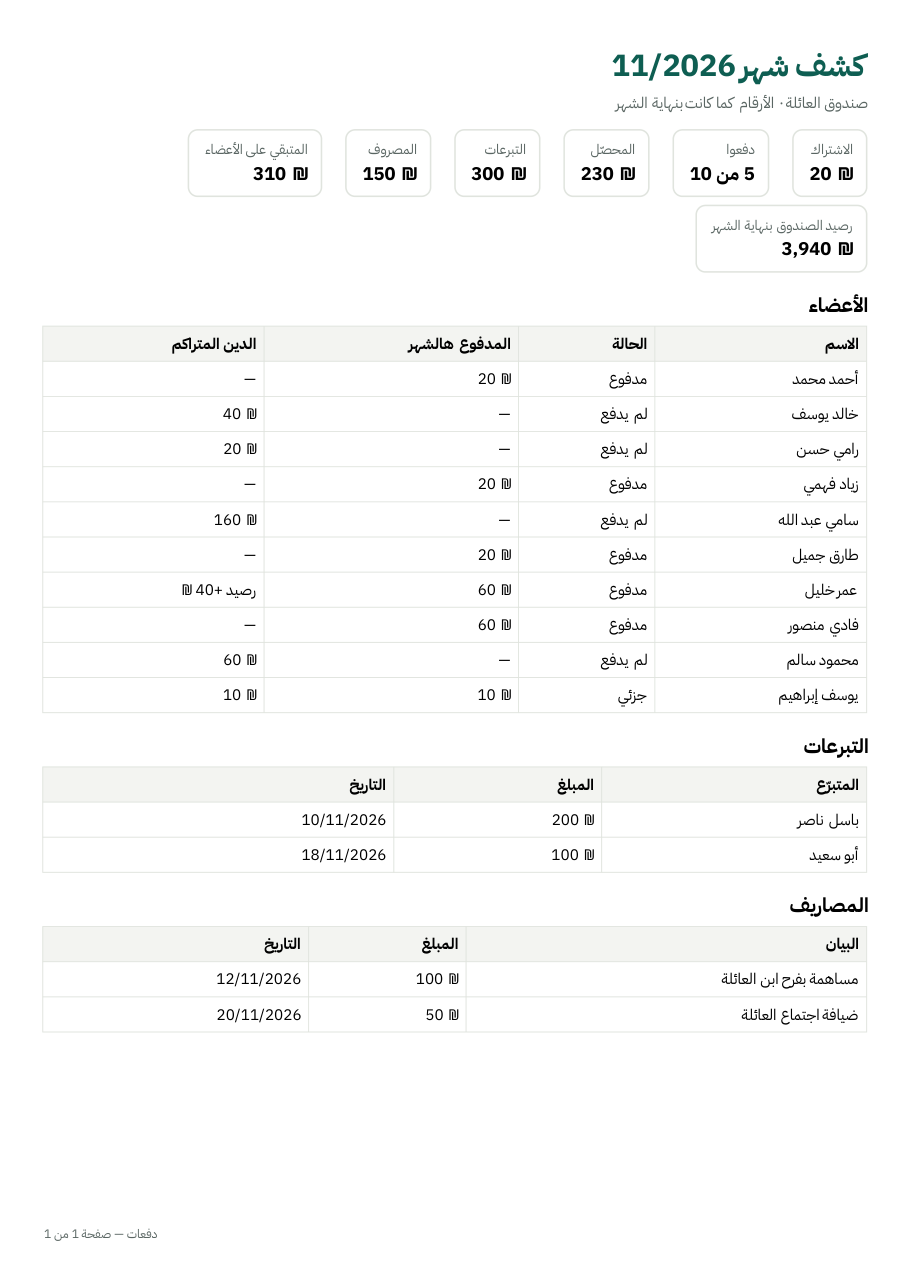 كشف شهر 11/2026
صندوق العائلة · الأرقام كما كانت بنهاية الشهر
الاشتراك دفعوا المحصّل التبرعات المصروف المتبقي على الأعضاء
20 ₪ 5 من 10 230 ₪ 300 ₪ 150 ₪ 310 ₪
رصيد الصندوق بنهاية الشهر
3,940 ₪
الأعضاء
الاسم الحالة المدفوع هالشهر الدين المتراكم
أحمد محمد مدفوع 20 ₪ —
خالد يوسف لم يدفع — 40 ₪
رامي حسن لم يدفع — 20 ₪
زياد فهمي مدفوع 20 ₪ —
سامي عبد الله لم يدفع — 160 ₪
طارق جميل مدفوع 20 ₪ —
عمر خليل مدفوع 60 ₪ رصيد +40 ₪
فادي منصور مدفوع 60 ₪ —
محمود سالم لم يدفع — 60 ₪
يوسف إبراهيم جزئي 10 ₪ 10 ₪
التبرعات
المتبرّع المبلغ التاريخ
باسل ناصر 200 ₪ 10/11/2026
أبو سعيد 100 ₪ 18/11/2026
المصاريف
البيان المبلغ التاريخ
مساهمة بفرح ابن العائلة 100 ₪ 12/11/2026
ضيافة اجتماع العائلة 50 ₪ 20/11/2026
دفعات — صفحة 1 من 1